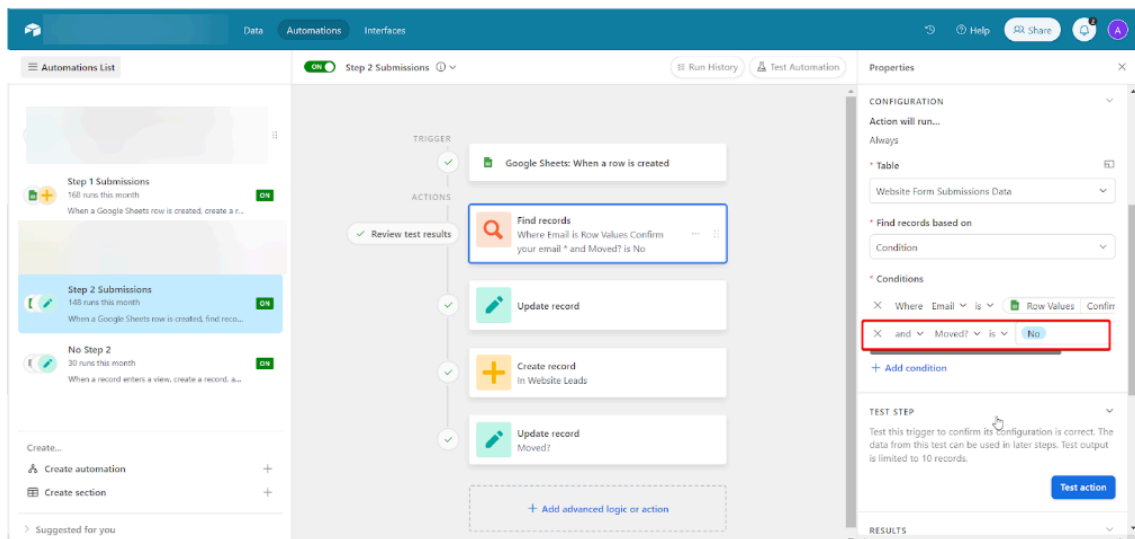 Data Automations Interfaces Help Share 2 A
Automations List
ON Step 2 Submissions
Run History Test Automation
Step 1 Submissions
168 runs this month
ON
When a Google Sheets row is created, create a r...
Step 2 Submissions
148 runs this month
ON
When a Google Sheets row is created, find reco...
No Step 2
30 runs this month
ON
When a record enters a view, create a record, a...
Create...
Create automation
Create section
Suggested for you
TRIGGER
Google Sheets: When a row is created
ACTIONS
Review test results
Find records
Where Email is Row Values Confirm
your email * and Moved? is No
Update record
Create record
In Website Leads
Update record
Moved?
+ Add advanced logic or action
Properties
CONFIGURATION
Action will run...
Always
* Table
Website Form Submissions Data
* Find records based on
Condition
* Conditions
Where Email is Row Values Confirm
and Moved? is No
+ Add condition
TEST STEP
Test this trigger to confirm its configuration is correct. The
data from this test can be used in later steps. Test output
is limited to 10 records.
Test action
RESULTS